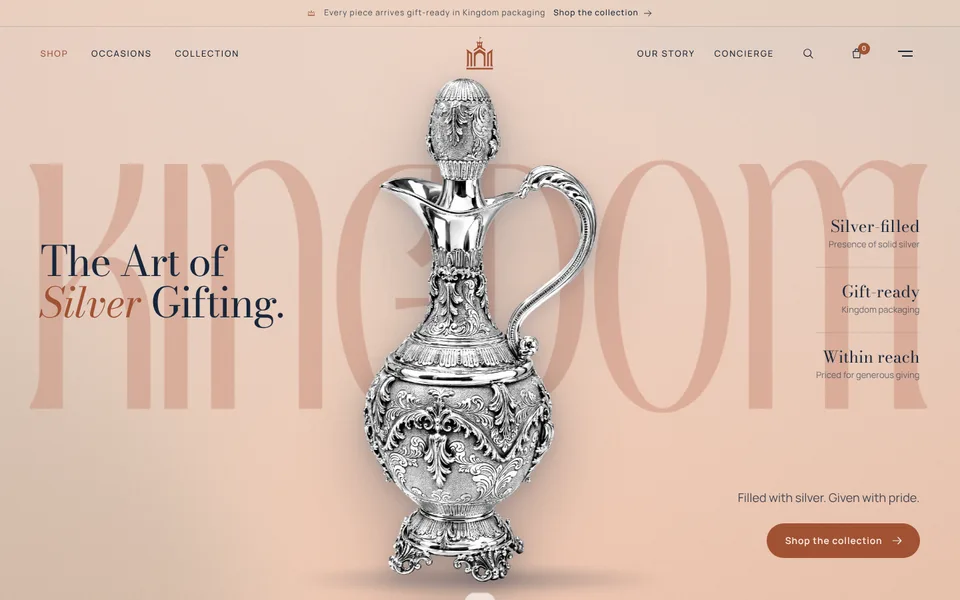 Every piece arrives gift-ready in Kingdom packaging Shop the collection →
SHOP OCCASIONS COLLECTION OUR STORY CONCIERGE 0
KINGDOM
The Art of
Silver Gifting.
Silver-filled
Presence of solid silver
Gift-ready
Kingdom packaging
Within reach
Priced for generous giving
Filled with silver. Given with pride.
Shop the collection →